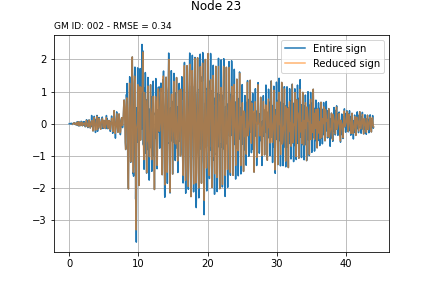 Node 23
GM ID: 002 - RMSE = 0.34
Entire sign
Reduced sign
2
1
0
−1
−2
−3
0 10 20 30 40